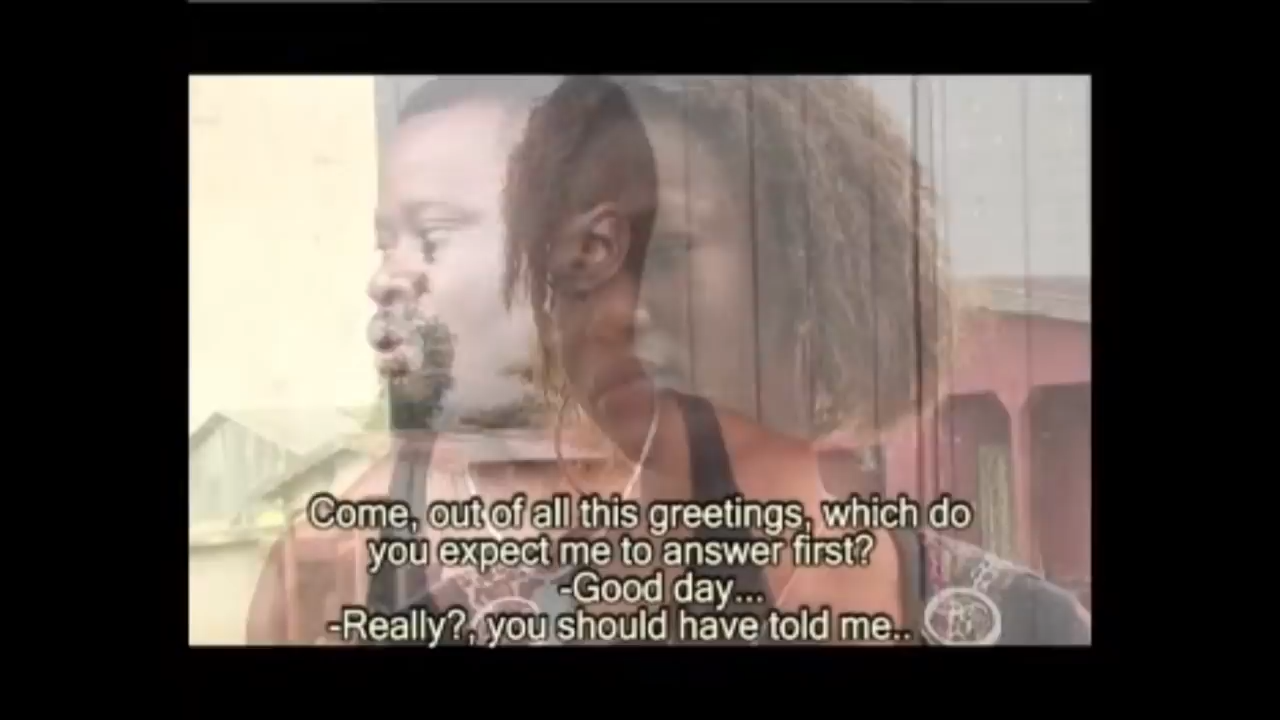 Come, out of all this greetings, which do
you expect me to answer first?
-Good day...
-Really?, you should have told me..